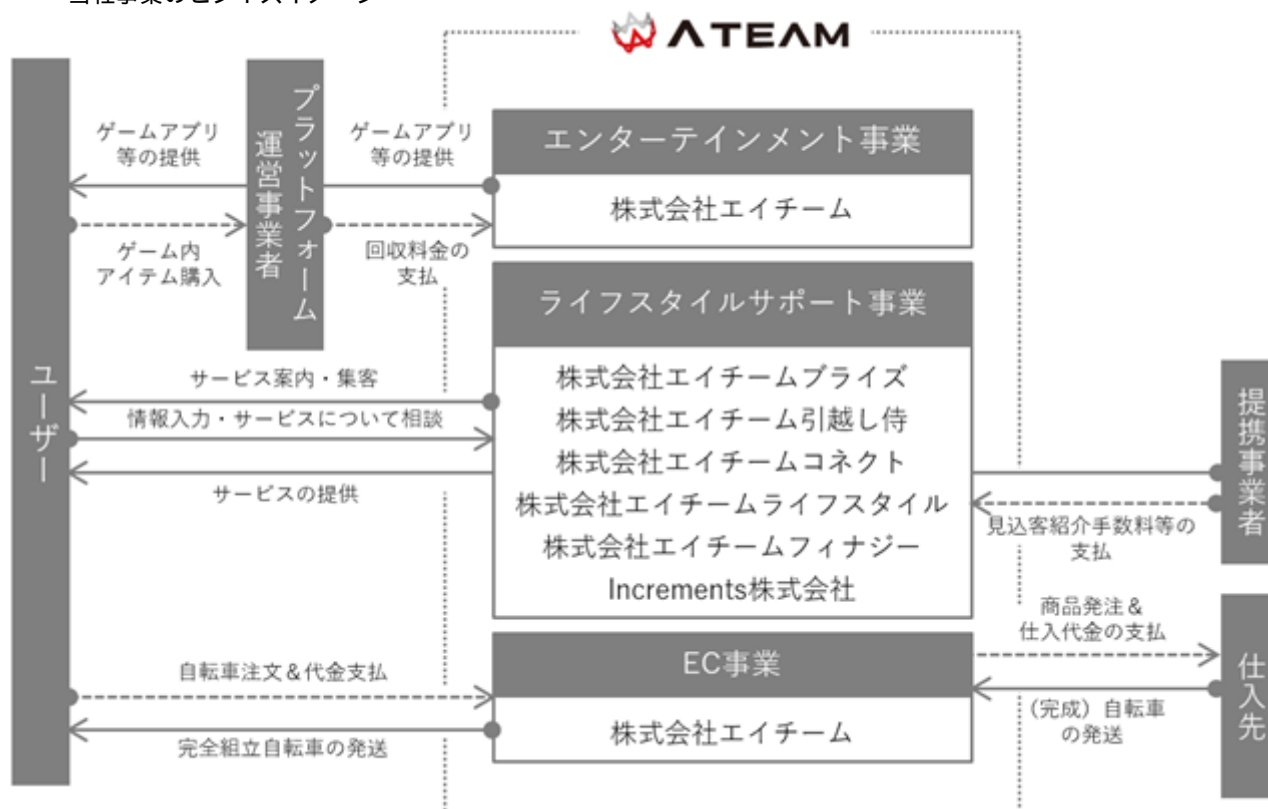 ATEAM
ユーザー
プラットフォーム
運営事業者
ゲームアプリ
等の提供
ゲームアプリ
等の提供
ゲーム内
アイテム購入
回収料金の
支払
エンターテインメント事業
株式会社エイチーム
ライフスタイルサポート事業
株式会社エイチームブライズ
株式会社エイチーム引越し侍
株式会社エイチームコネクト
株式会社エイチームライフスタイル
株式会社エイチームフィナジー
Increments株式会社
サービス案内・集客
情報入力・サービスについて相談
サービスの提供
提携事業者
見込客紹介手数料等の
支払
EC事業
株式会社エイチーム
自転車注文＆代金支払
完全組立自転車の発送
商品発注＆
仕入代金の支払
（完成）自転車
の発送
仕入先